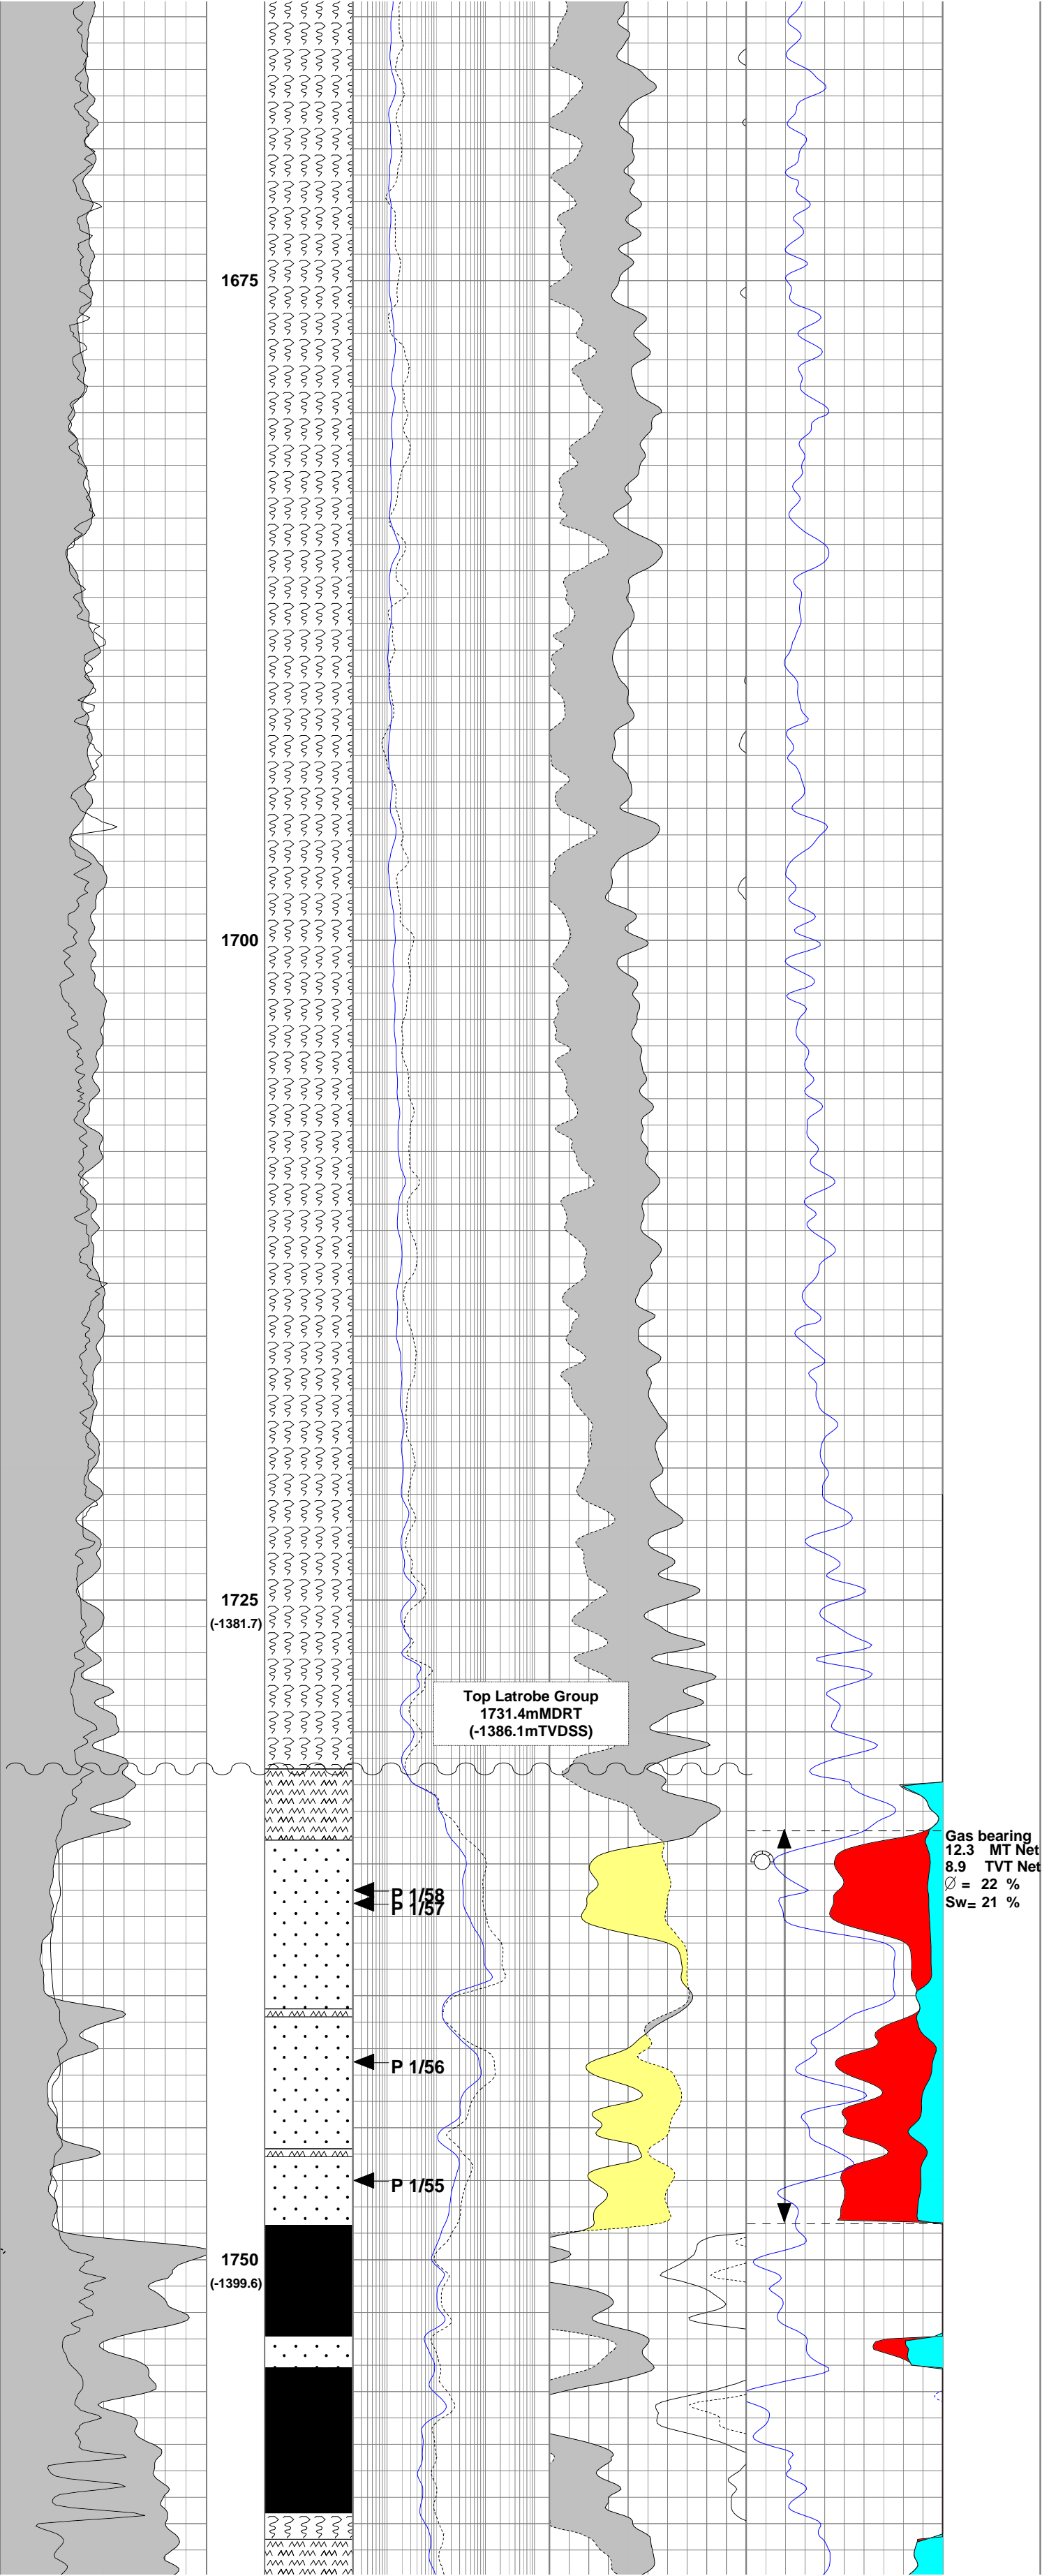 1675
1700
1725
(-1381.7)
Top Latrobe Group
1731.4mMDRT
(-1386.1mTVDSS)
Gas bearing
12.3 MT Net
8.9 TVT Net
Ø = 22 %
Sw= 21 %
P 1/58
P 1/57
P 1/56
P 1/55
1750
(-1399.6)